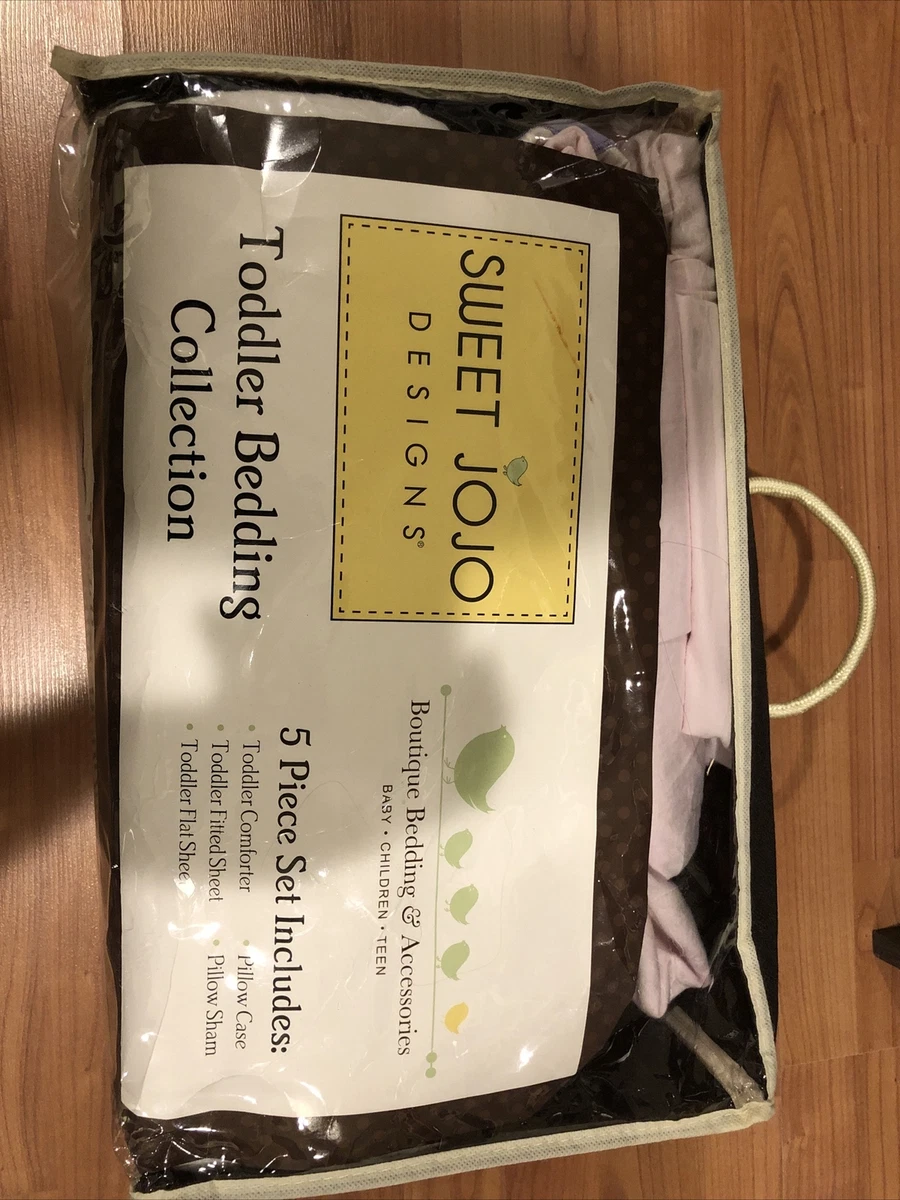 SWEET JOJO
DESIGNS®
Toddler Bedding
Collection
Boutique Bedding & Accessories
BABY • CHILDREN • TEEN
5 Piece Set Includes:
• Toddler Comforter
• Toddler Fitted Sheet
• Toddler Flat Sheet
• Pillow Case
• Pillow Sham